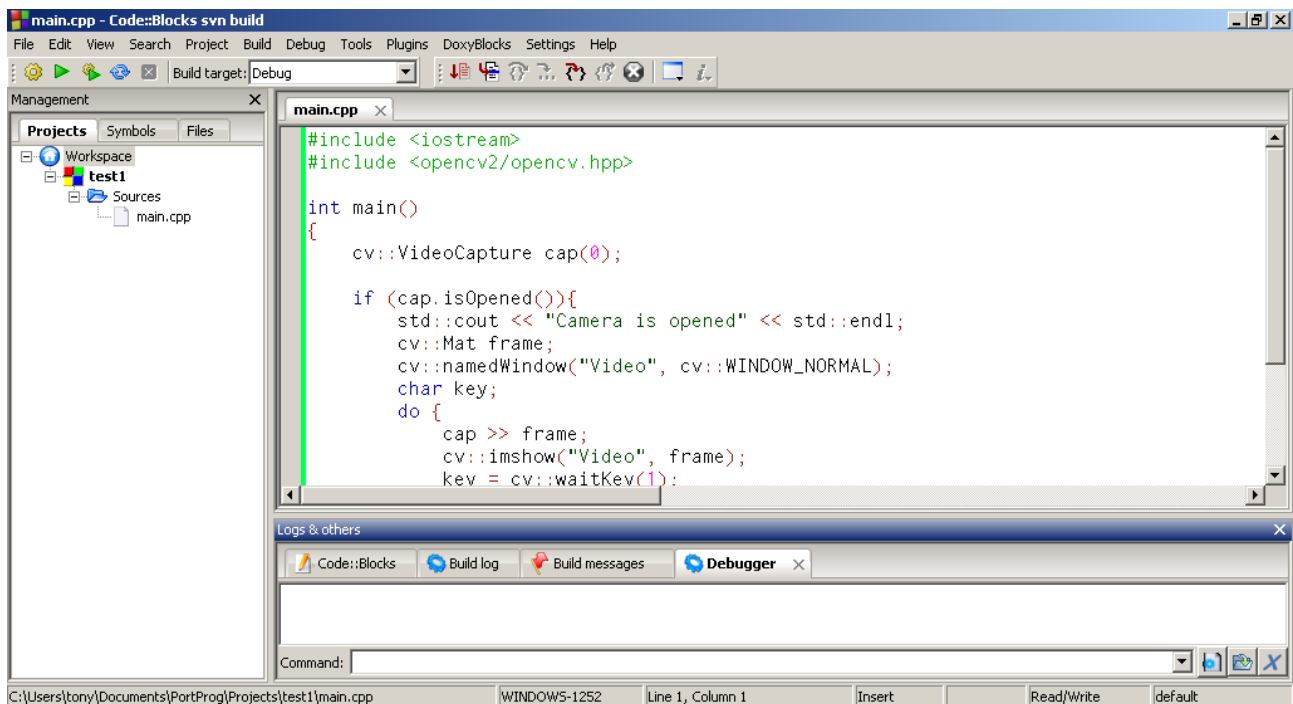 main.cpp - Code::Blocks svn build
File Edit View Search Project Build Debug Tools Plugins DoxyBlocks Settings Help
Build target: Debug
Management
Projects Symbols Files
Workspace
test1
Sources
main.cpp
main.cpp
#include <iostream>
#include <opencv2/opencv.hpp>
int main()
{
cv::VideoCapture cap(0);
if (cap.isOpened()){
std::cout << "Camera is opened" << std::endl;
cv::Mat frame;
cv::namedWindow("Video", cv::WINDOW_NORMAL);
char key;
do {
cap >> frame;
cv::imshow("Video", frame);
key = cv::waitKey(1);
Logs & others
Code::Blocks Build log Build messages Debugger
Command:
C:\Users\tony\Documents\PortProg\Projects\test1\main.cpp WINDOWS-1252 Line 1, Column 1 Insert Read/Write default